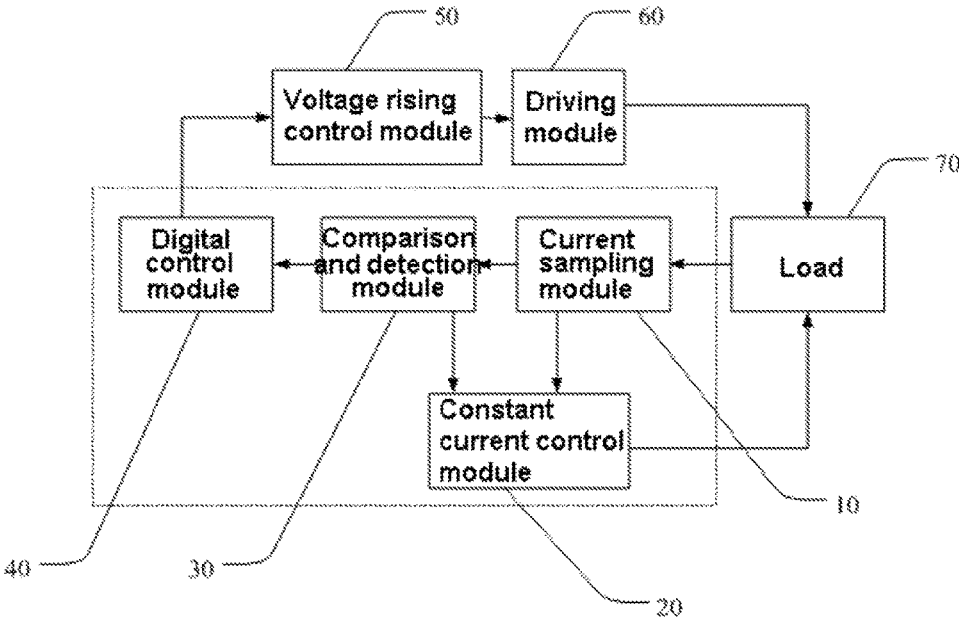 50
60
Voltage rising
control module
Driving
module
70
Digital
control
module
Comparison
and detection
module
Current
sampling
module
Load
Constant
current control
module
10
40
30
20